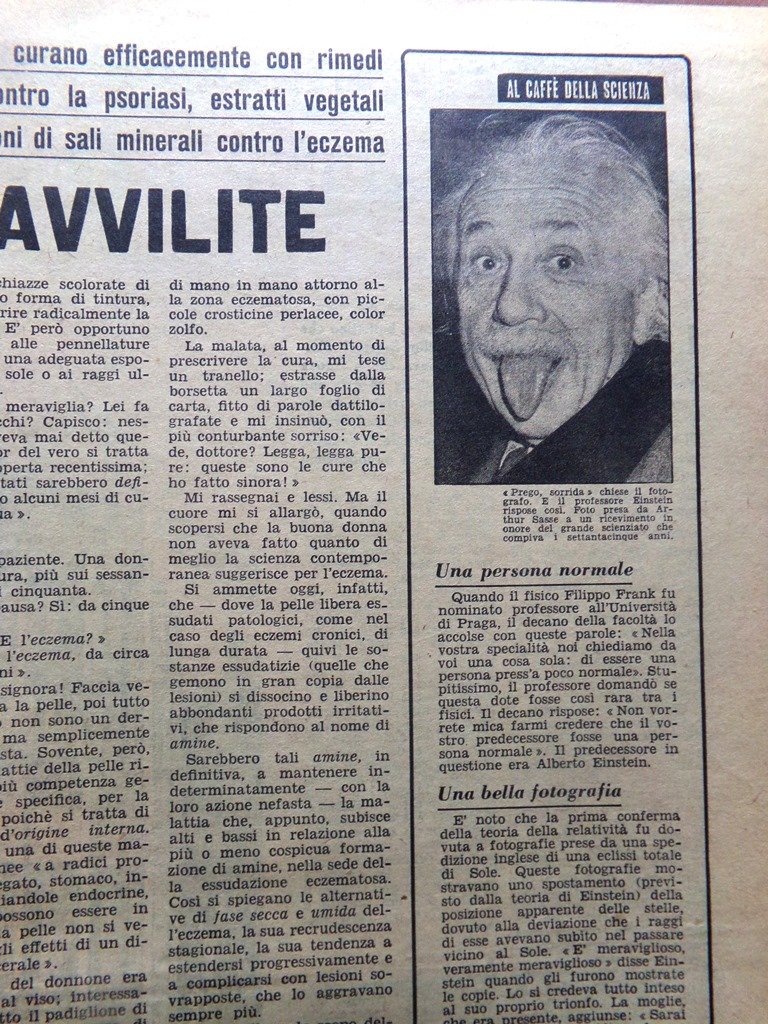 curano efficacemente con rimedi
contro la psoriasi, estratti vegetali
di sali minerali contro l'eczema
AVVILITE
chiazze scolorate di
o forma di tintura,
rire radicalmente la
E' però opportuno
alle pennellature
una adeguata espo-
sole o ai raggi ul-
meraviglia? Lei fa
cchi? Capisco: nes-
reva mai detto que-
or del vero si tratta
operta recentissima;
tati sarebbero defi-
o alcuni mesi di cu-
ua ».
paziente. Una don-
ura, più sui sessan-
i cinquanta.
ausa? Sì: da cinque
E l'eczema? »
l'eczema, da circa
ni ».
signora! Faccia ve-
a la pelle, poi tutto
o non sono un der-
ma semplicemente
sta. Sovente, però,
attie della pelle ri-
più competenza ge-
e specifica, per la
poichè si tratta di
d'origine interna.
una di queste ma-
nee « a radici pro-
egato, stomaco, in-
iandole endocrine,
possono essere in
a pelle non si ve-
gli effetti di un di-
cerale ».
del donnone era
al viso; interessa-
tto il padiglione di
di mano in mano attorno al-
la zona eczematosa, con pic-
cole crosticine perlacee, color
zolfo.
La malata, al momento di
prescrivere la cura, mi tese
un tranello; estrasse dalla
borsetta un largo foglio di
carta, fitto di parole dattilo-
grafate e mi insinuò, con il
più conturbante sorriso: «Ve-
de, dottore? Legga, legga pu-
re: queste sono le cure che
ho fatto sinora! »
Mi rassegnai e lessi. Ma il
cuore mi si allargò, quando
scopersi che la buona donna
non aveva fatto quanto di
meglio la scienza contempo-
ranea suggerisce per l'eczema.
Si ammette oggi, infatti,
che — dove la pelle libera es-
sudati patologici, come nel
caso degli eczemi cronici, di
lunga durata — quivi le so-
stanze essudatizie (quelle che
gemono in gran copia dalle
lesioni) si dissocino e liberino
abbondanti prodotti irritati-
vi, che rispondono al nome di
amine.
Sarebbero tali amine, in
definitiva, a mantenere in-
determinatamente — con la
loro azione nefasta — la ma-
lattia che, appunto, subisce
alti e bassi in relazione alla
più o meno cospicua forma-
zione di amine, nella sede del-
la essudazione eczematosa.
Così si spiegano le alternati-
ve di fase secca e umida del-
l'eczema, la sua recrudescenza
stagionale, la sua tendenza a
estendersi progressivamente e
a complicarsi con lesioni so-
vrapposte, che lo aggravano
sempre più.
AL CAFFÈ DELLA SCIENZA
« Prego, sorrida » chiese il foto-
grafo. E il professore Einstein
rispose così. Foto presa da Ar-
thur Sasse a un ricevimento in
onore del grande scienziato che
compiva i settantacinque anni.
Una persona normale
Quando il fisico Filippo Frank fu
nominato professore all'Università
di Praga, il decano della facoltà lo
accolse con queste parole: « Nella
vostra specialità noi chiediamo da
voi una cosa sola: di essere una
persona press'a poco normale». Stu-
pitissimo, il professore domandò se
questa dote fosse così rara tra i
fisici. Il decano rispose: « Non vor-
rete mica farmi credere che il vo-
stro predecessore fosse una per-
sona normale». Il predecessore in
questione era Alberto Einstein.
Una bella fotografia
E' noto che la prima conferma
della teoria della relatività fu do-
vuta a fotografie prese da una spe-
dizione inglese di una eclissi totale
di Sole. Queste fotografie mo-
stravano uno spostamento (previ-
sto dalla teoria di Einstein) della
posizione apparente delle stelle,
dovuto alla deviazione che i raggi
di esse avevano subito nel passare
vicino al Sole. «E' meraviglioso,
veramente meraviglioso » disse Ein-
stein quando gli furono mostrate
le copie. Lo si credeva tutto inteso
al suo proprio trionfo. La moglie,
che era presente, aggiunse: « Sarai